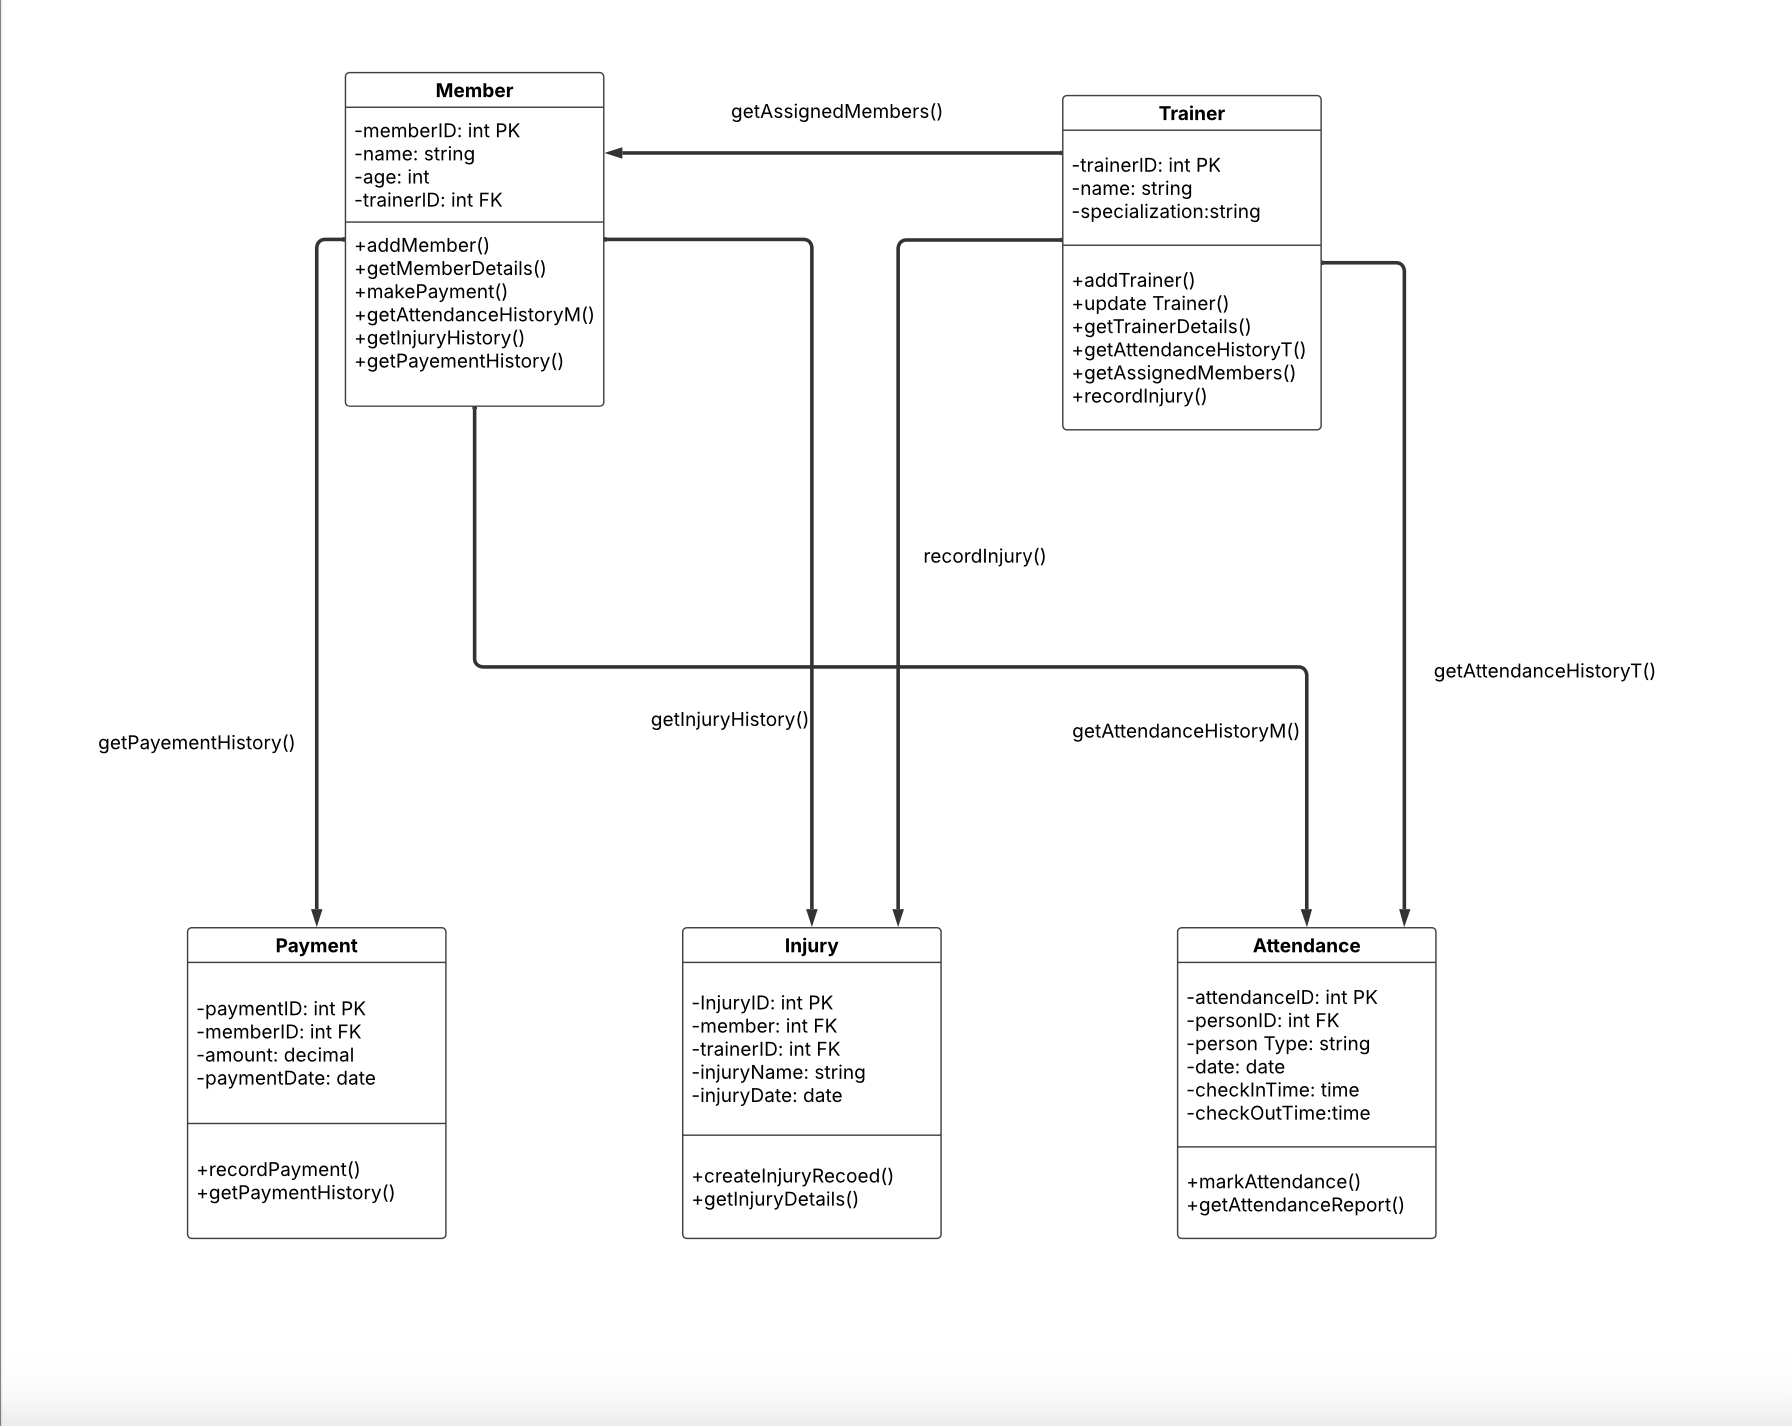 Member
-memberID: int PK
-name: string
-age: int
-trainerID: int FK
+addMember()
+getMemberDetails()
+makePayment()
+getAttendanceHistoryM()
+getInjuryHistory()
+getPayementHistory()
getAssignedMembers()
Trainer
-trainerID: int PK
-name: string
-specialization:string
+addTrainer()
+update Trainer()
+getTrainerDetails()
+getAttendanceHistoryT()
+getAssignedMembers()
+recordInjury()
recordInjury()
getAttendanceHistoryT()
getInjuryHistory()
getAttendanceHistoryM()
getPayementHistory()
Payment
-paymentID: int PK
-memberID: int FK
-amount: decimal
-paymentDate: date
+recordPayment()
+getPaymentHistory()
Injury
-InjuryID: int PK
-member: int FK
-trainerID: int FK
-injuryName: string
-injuryDate: date
+createInjuryRecoed()
+getInjuryDetails()
Attendance
-attendanceID: int PK
-personID: int FK
-person Type: string
-date: date
-checkInTime: time
-checkOutTime:time
+markAttendance()
+getAttendanceReport()